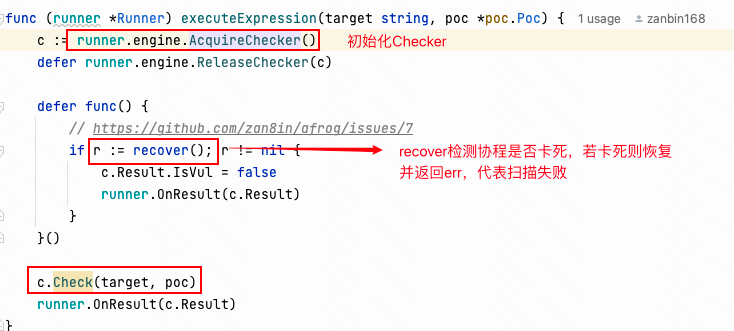 func (runner *Runner) executeExpression(target string, poc *poc.Poc) { 1 usage zanbin168
c := runner.engine.AcquireChecker() 初始化Checker
defer runner.engine.ReleaseChecker(c)
defer func() {
// https://github.com/zan8in/afrog/issues/7
if r := recover(); r != nil { recover检测协程是否卡死，若卡死则恢复
c.Result.IsVul = false 并返回err，代表扫描失败
runner.OnResult(c.Result)
}
}()
c.Check(target, poc)
runner.OnResult(c.Result)
}